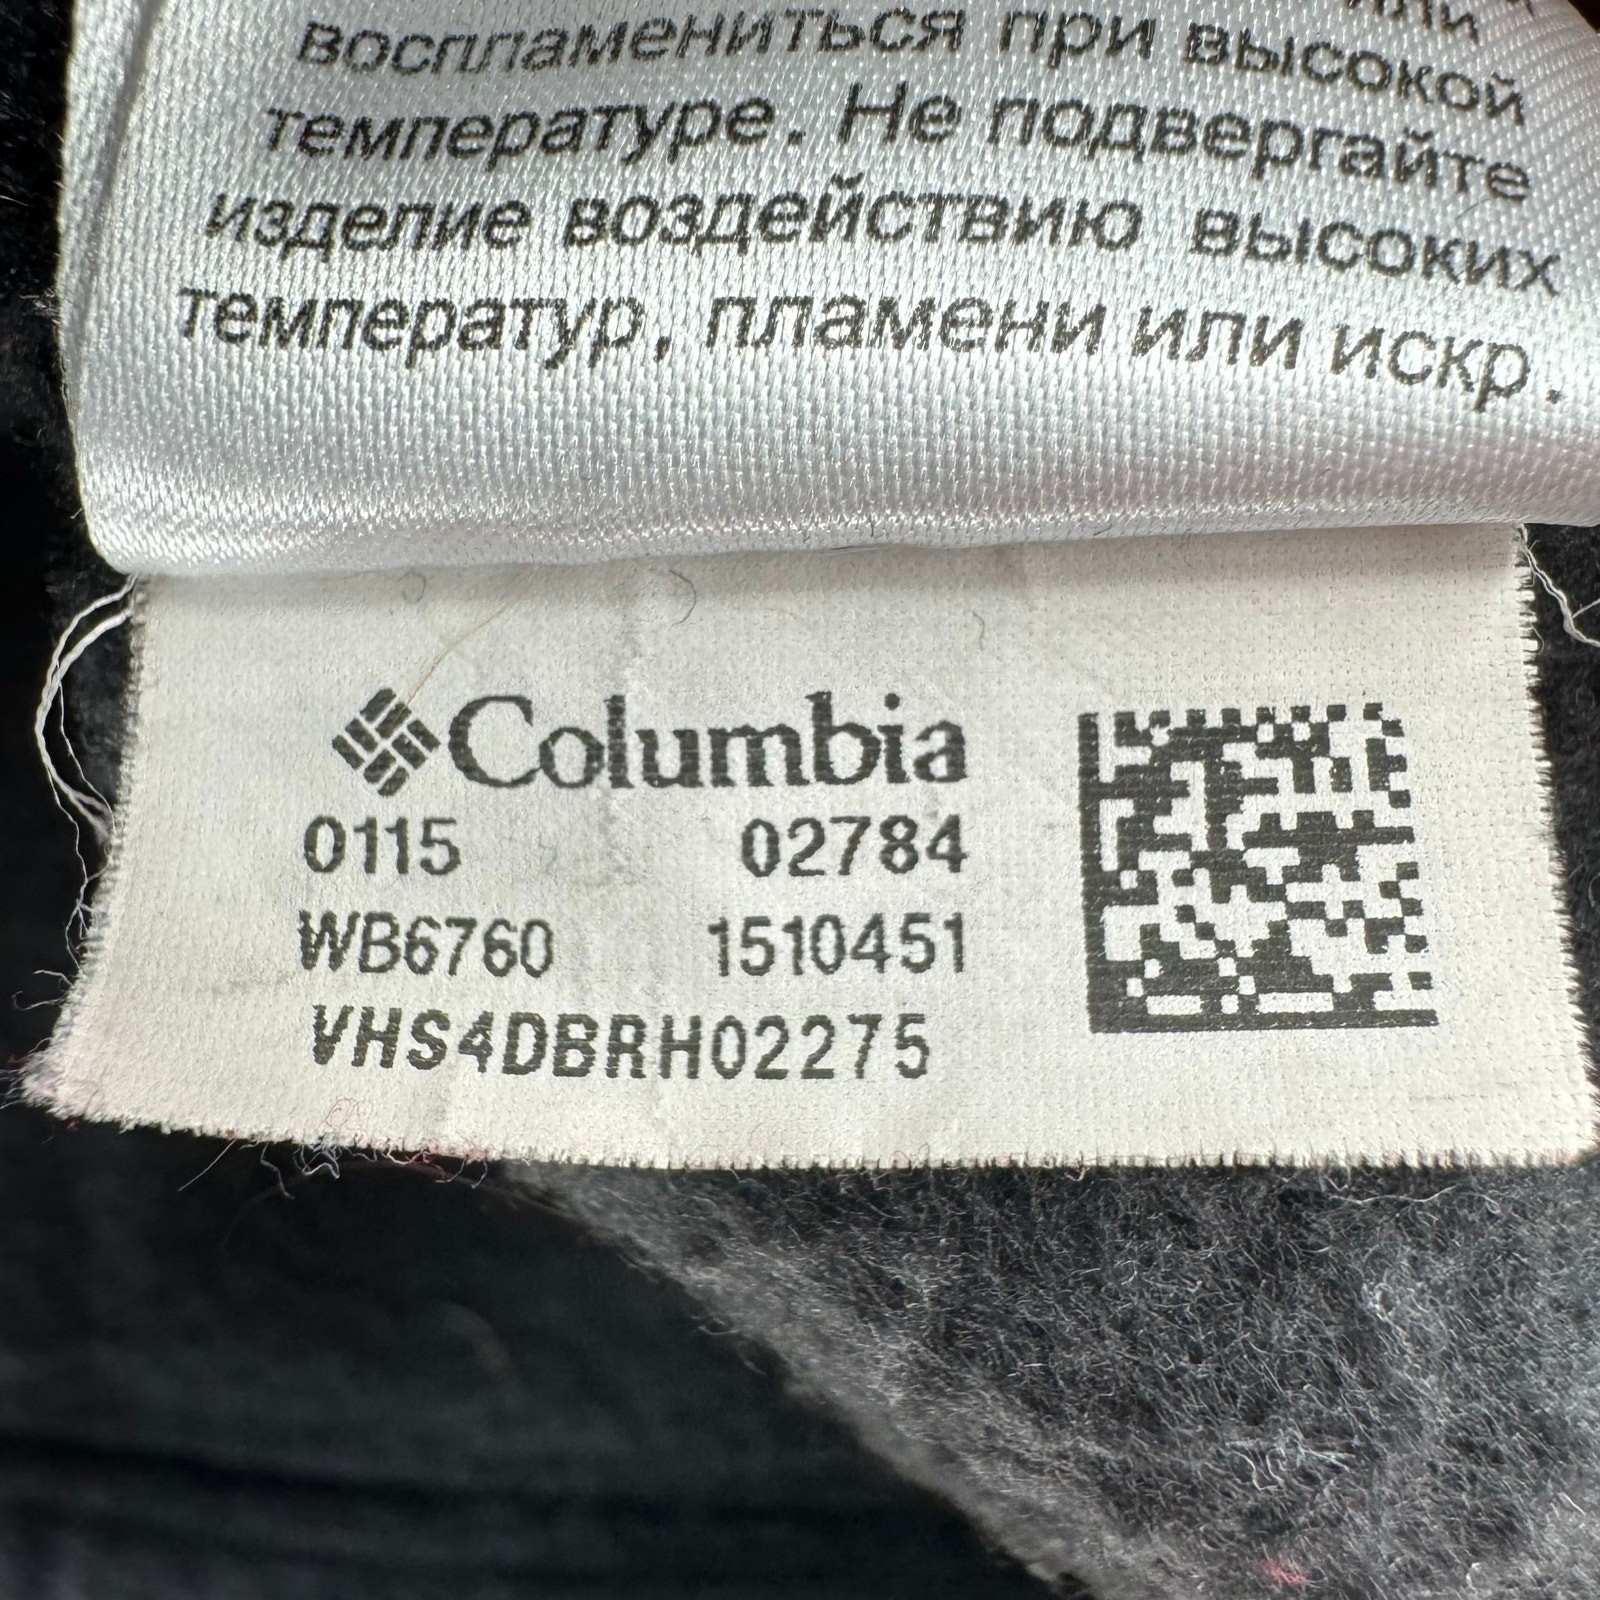 или
воспламениться при высокой
температуре. Не подвергайте
изделие воздействию высоких
температур, пламени или искр.
Columbia
0115 02784
WB6760 1510451
VHS4DBRH02275